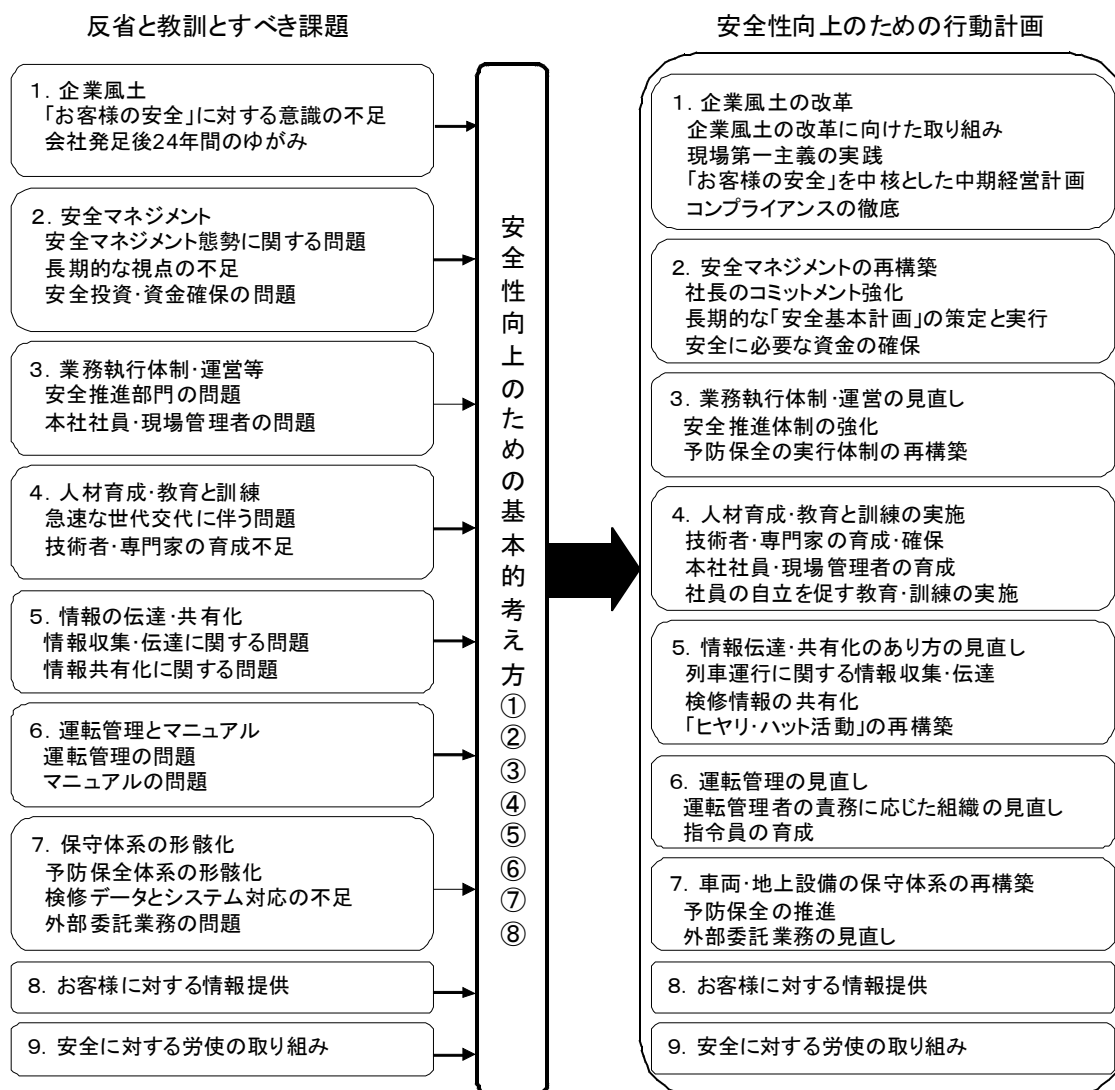 反省と教訓とすべき課題
1．企業風土
「お客様の安全」に対する意識の不足
会社発足後24年間のゆがみ
2．安全マネジメント
安全マネジメント態勢に関する問題
長期的な視点の不足
安全投資・資金確保の問題
3．業務執行体制・運営等
安全推進部門の問題
本社社員・現場管理者の問題
4．人材育成・教育と訓練
急速な世代交代に伴う問題
技術者・専門家の育成不足
5．情報の伝達・共有化
情報収集・伝達に関する問題
情報共有化に関する問題
6．運転管理とマニュアル
運転管理の問題
マニュアルの問題
7．保守体系の形骸化
予防保全体系の形骸化
検修データとシステム対応の不足
外部委託業務の問題
8．お客様に対する情報提供
9．安全に対する労使の取り組み
安全性向上のための基本的考え方①②③④⑤⑥⑦⑧
安全性向上のための行動計画
1．企業風土の改革
企業風土の改革に向けた取り組み
現場第一主義の実践
「お客様の安全」を中核とした中期経営計画
コンプライアンスの徹底
2．安全マネジメントの再構築
社長のコミットメント強化
長期的な「安全基本計画」の策定と実行
安全に必要な資金の確保
3．業務執行体制・運営の見直し
安全推進体制の強化
予防保全の実行体制の再構築
4．人材育成・教育と訓練の実施
技術者・専門家の育成・確保
本社社員・現場管理者の育成
社員の自立を促す教育・訓練の実施
5．情報伝達・共有化のあり方の見直し
列車運行に関する情報収集・伝達
検修情報の共有化
「ヒヤリ・ハット活動」の再構築
6．運転管理の見直し
運転管理者の責務に応じた組織の見直し
指令員の育成
7．車両・地上設備の保守体系の再構築
予防保全の推進
外部委託業務の見直し
8．お客様に対する情報提供
9．安全に対する労使の取り組み